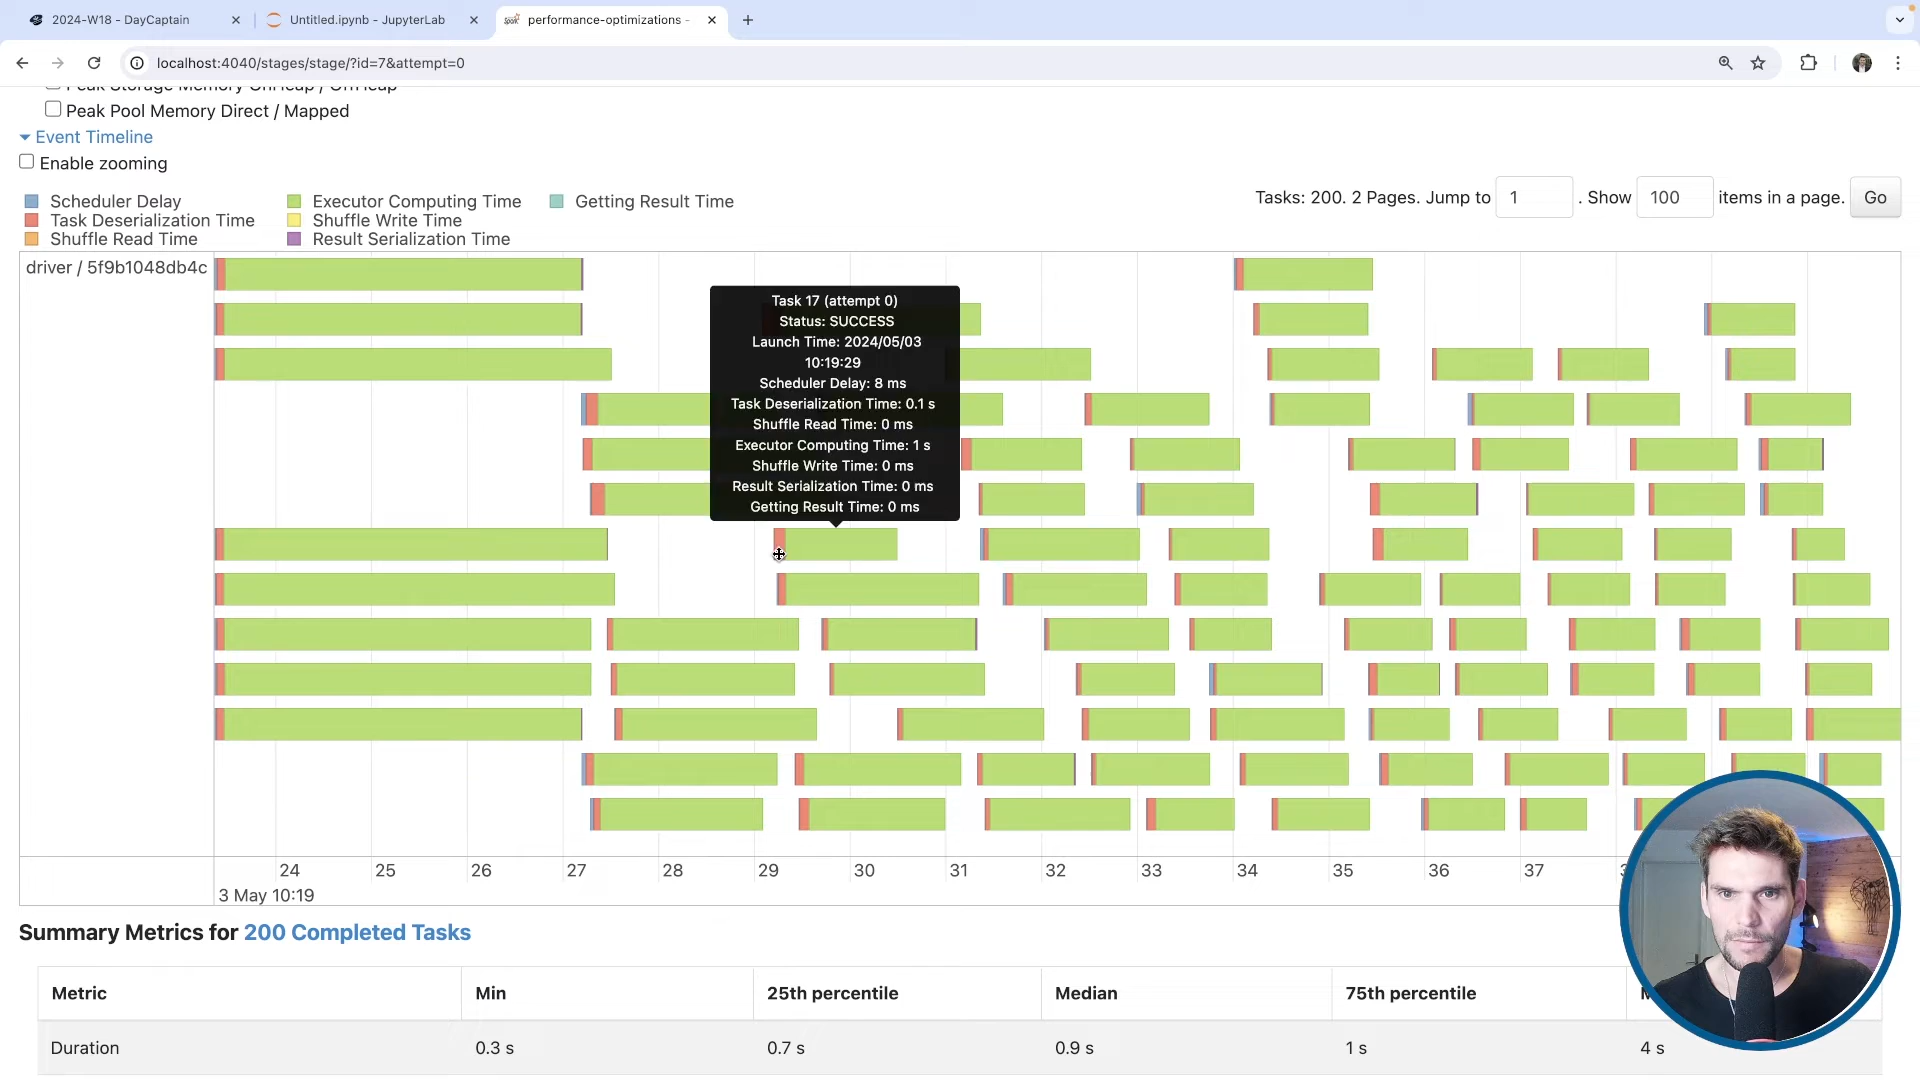 2024-W18 - DayCaptain
Untitled.ipynb - JupyterLab
performance-optimizations -
localhost:4040/stages/stage/?id=7&attempt=0
Peak Storage Memory OnHeap / OffHeap
Peak Pool Memory Direct / Mapped
Event Timeline
Enable zooming
Scheduler Delay
Executor Computing Time
Getting Result Time
Task Deserialization Time
Shuffle Write Time
Shuffle Read Time
Result Serialization Time
Tasks: 200. 2 Pages. Jump to 1 . Show 100 items in a page. Go
driver / 5f9b1048db4c
Task 17 (attempt 0)
Status: SUCCESS
Launch Time: 2024/05/03
10:19:29
Scheduler Delay: 8 ms
Task Deserialization Time: 0.1 s
Shuffle Read Time: 0 ms
Executor Computing Time: 1 s
Shuffle Write Time: 0 ms
Result Serialization Time: 0 ms
Getting Result Time: 0 ms
24 25 26 27 28 29 30 31 32 33 34 35 36 37
3 May 10:19
Summary Metrics for 200 Completed Tasks
Metric Min 25th percentile Median 75th percentile
Duration 0.3 s 0.7 s 0.9 s 1 s 4 s